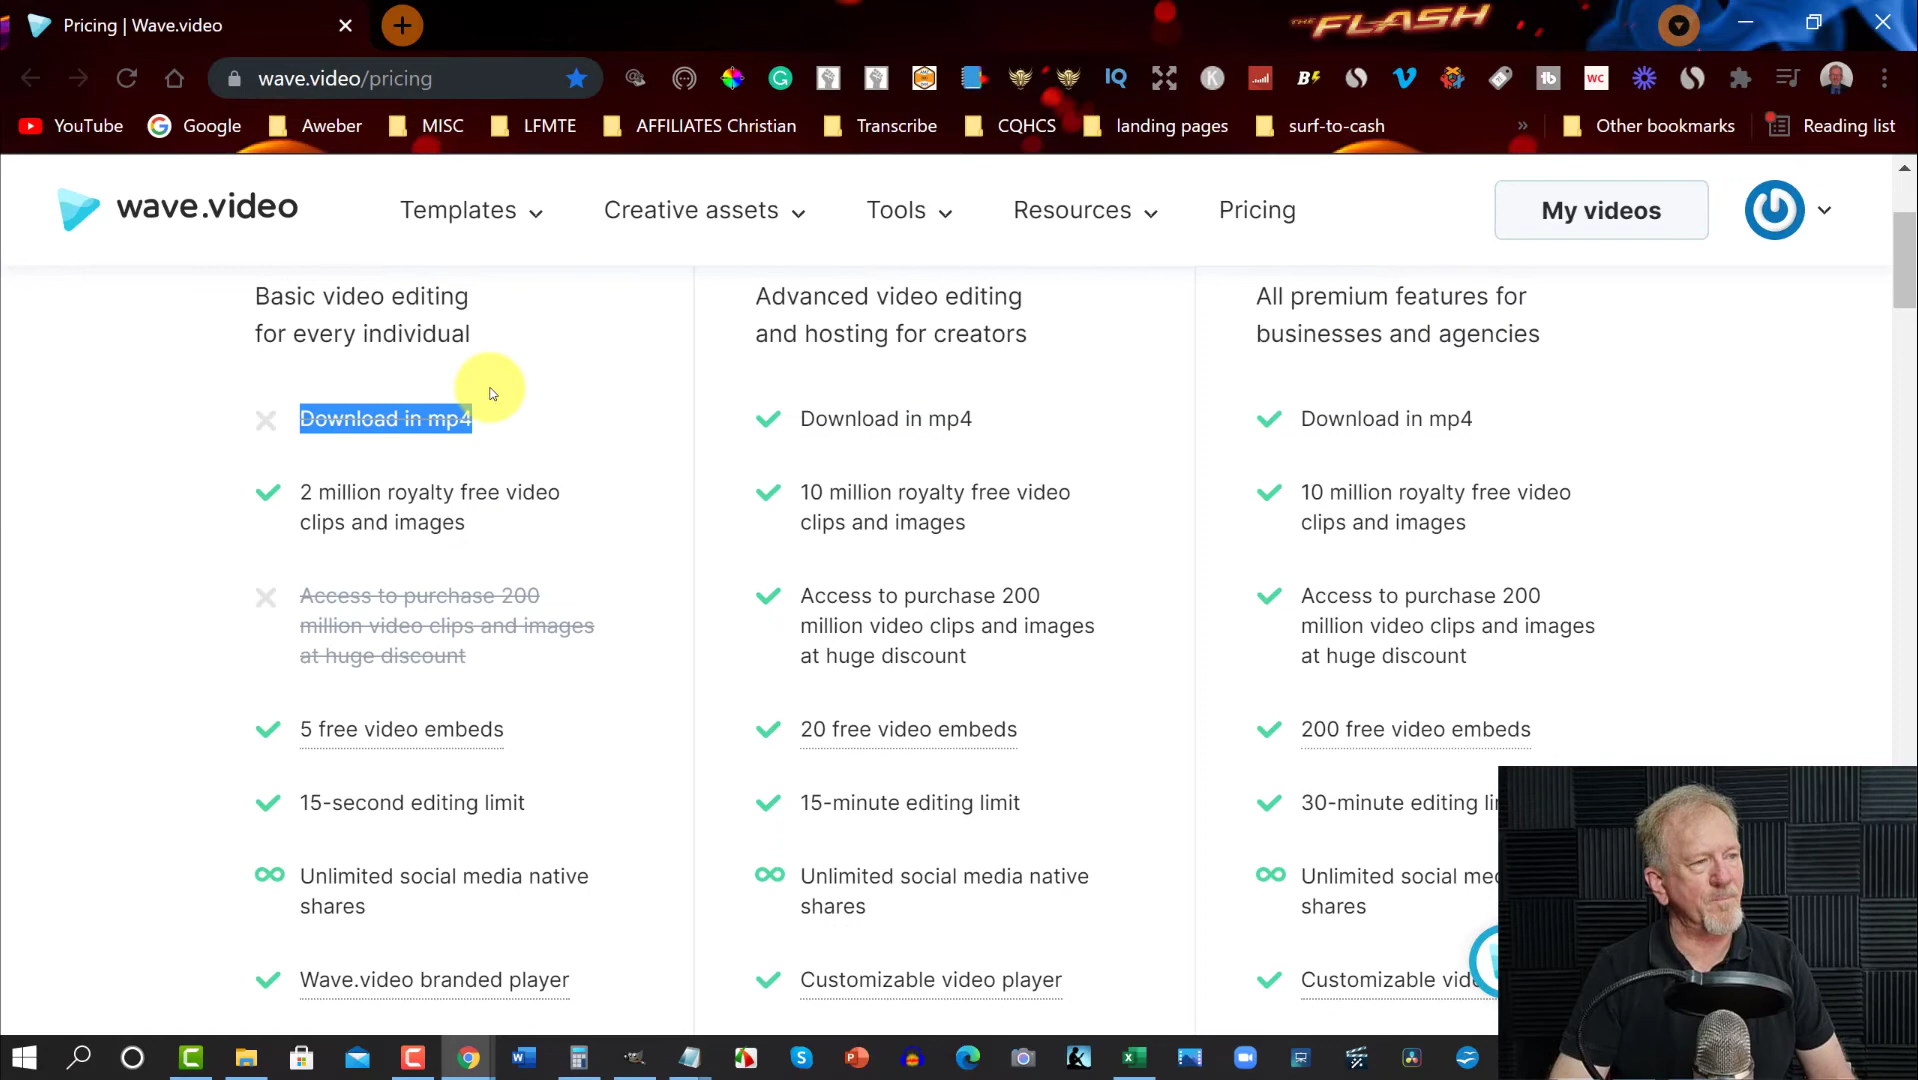 Pricing | Wave.video
THE FLASH
wave.video/pricing
IQ
K
B
tb
WC
YouTube
Google
Aweber
MISC
LFMTE
AFFILIATES Christian
Transcribe
CQHCS
landing pages
surf-to-cash
»
Other bookmarks
Reading list
wave.video
Templates
Creative assets
Tools
Resources
Pricing
My videos
Basic video editing
for every individual
Download in mp4
2 million royalty free video
clips and images
Access to purchase 200
million video clips and images
at huge discount
5 free video embeds
15-second editing limit
Unlimited social media native
shares
Wave.video branded player
Advanced video editing
and hosting for creators
Download in mp4
10 million royalty free video
clips and images
Access to purchase 200
million video clips and images
at huge discount
20 free video embeds
15-minute editing limit
Unlimited social media native
shares
Customizable video player
All premium features for
businesses and agencies
Download in mp4
10 million royalty free video
clips and images
Access to purchase 200
million video clips and images
at huge discount
200 free video embeds
30-minute editing
Unlimited social
shares
Customizable